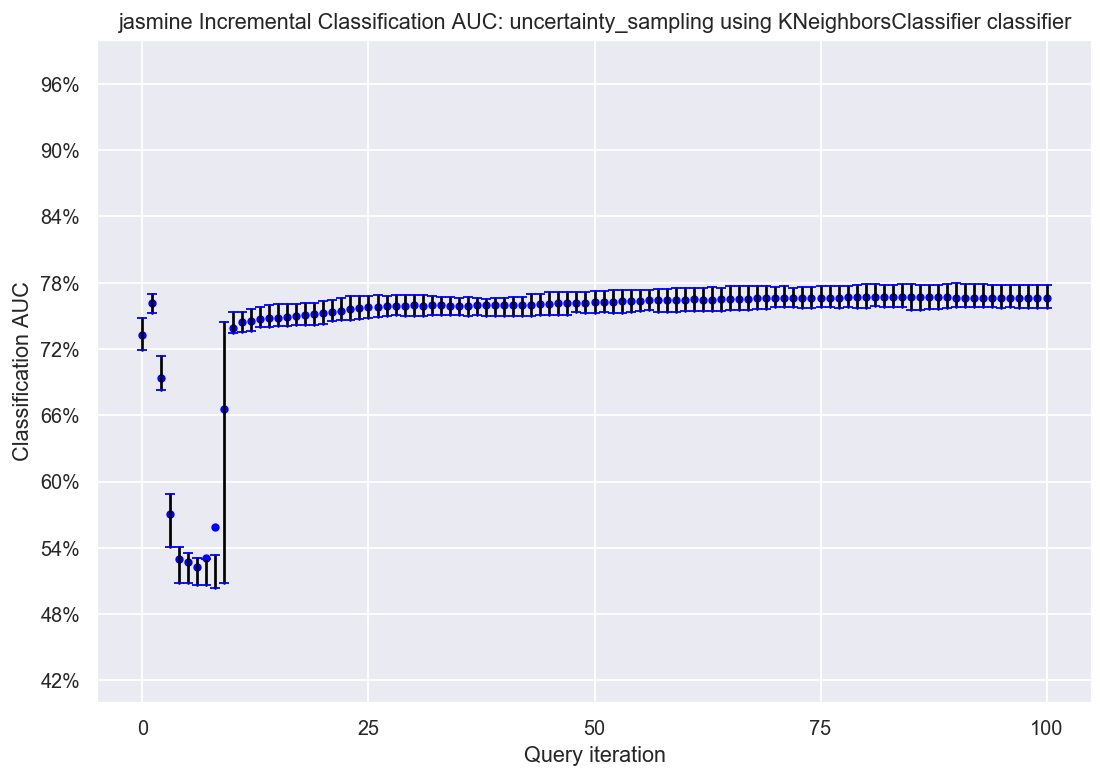 jasmine Incremental Classification AUC: uncertainty_sampling using KNeighborsClassifier classifier
96%
90%
84%
78%
72%
66%
60%
54%
48%
42%
Classification AUC
0 25 50 75 100
Query iteration